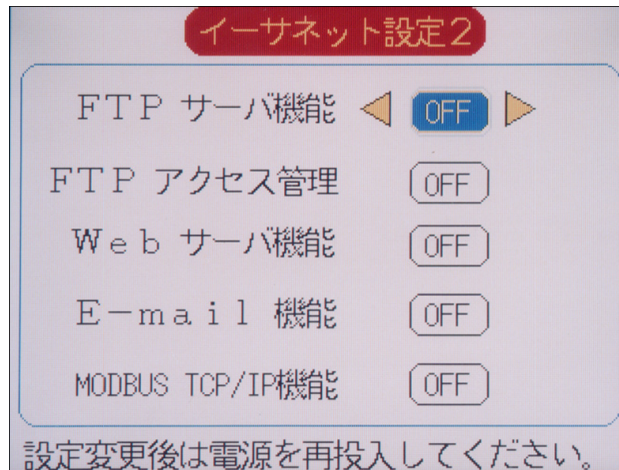 イーサネット設定2
FTP サーバ機能 OFF
FTP アクセス管理 OFF
Web サーバ機能 OFF
E-mail 機能 OFF
MODBUS TCP/IP機能 OFF
設定変更後は電源を再投入してください。